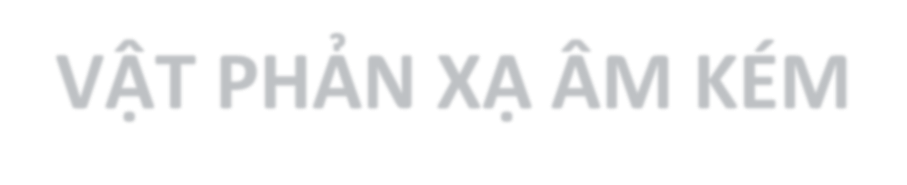 VẬT PHẢN XẠ ÂM KÉM